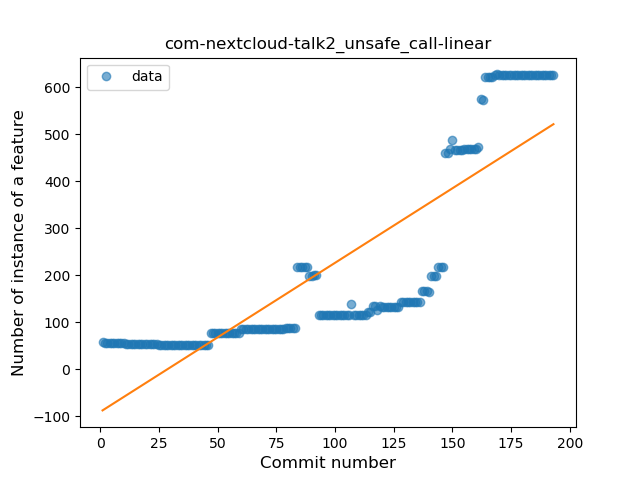 com-nextcloud-talk2_unsafe_call-linear
data
Number of instance of a feature
600
500
400
300
200
100
0
−100
0 25 50 75 100 125 150 175 200
Commit number